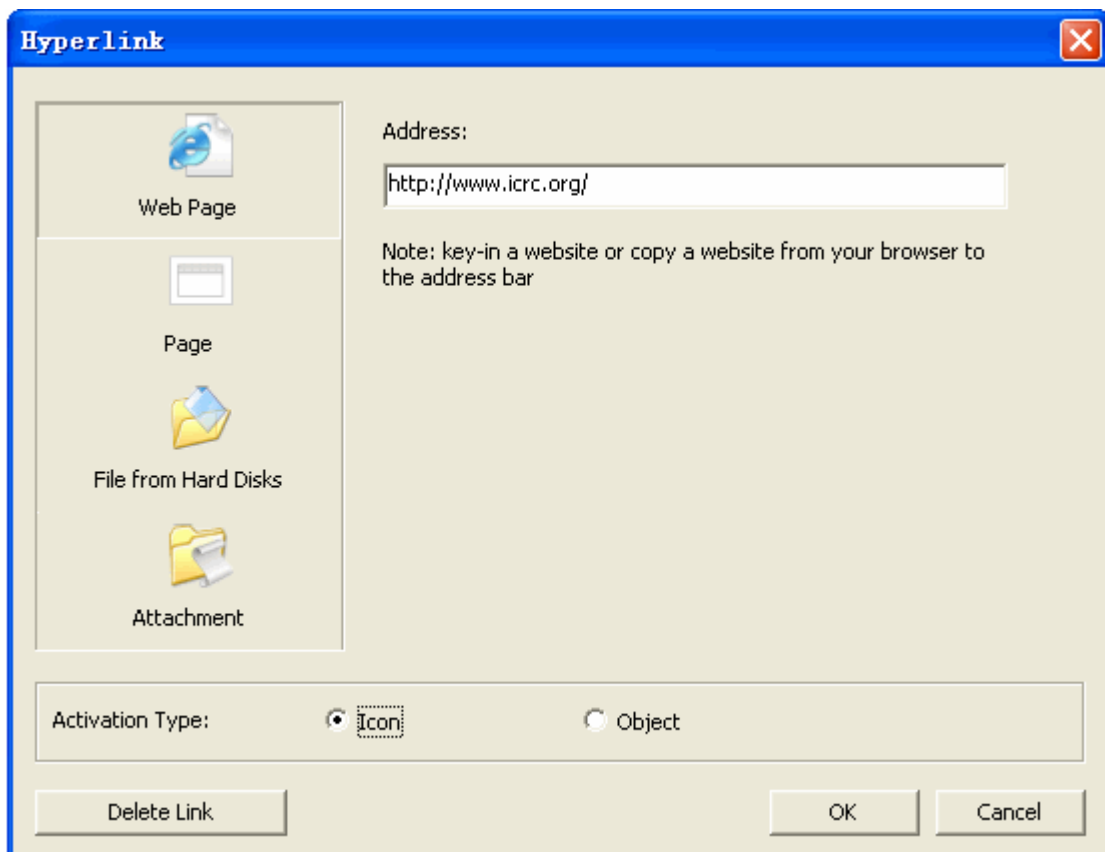 Hyperlink
Web Page
Page
File from Hard Disks
Attachment
Address:
http://www.icrc.org/
Note: key-in a website or copy a website from your browser to
the address bar
Activation Type:
Icon
Object
Delete Link
OK
Cancel